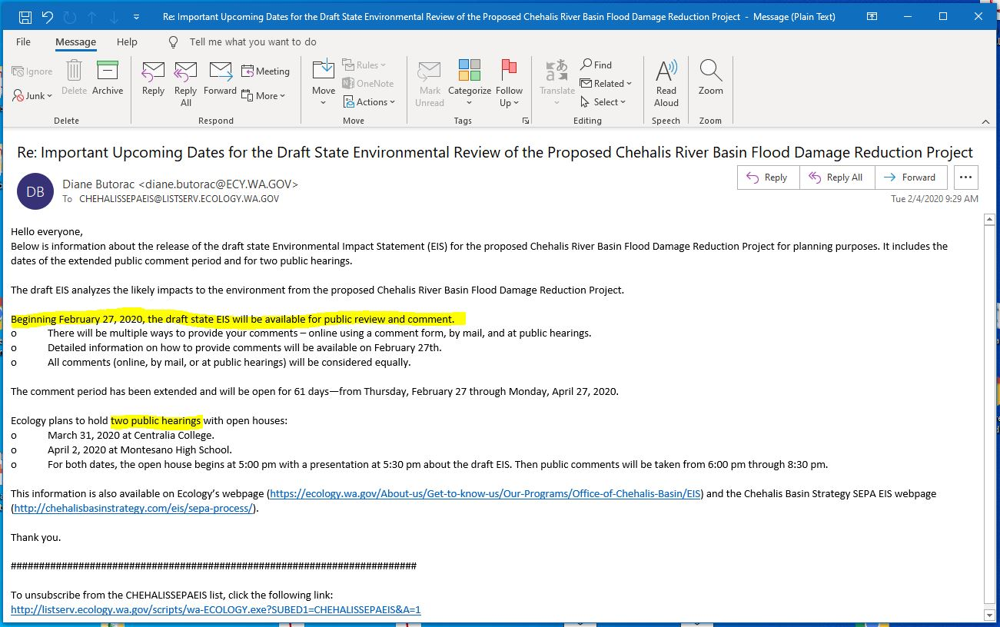 Re: Important Upcoming Dates for the Draft State Environmental Review of the Proposed Chehalis River Basin Flood Damage Reduction Project - Message (Plain Text)
File Message Help Tell me what you want to do
Ignore
Junk
Delete
Archive
Delete
Reply
Reply All
Forward
Meeting
More
Respond
Move
Rules
OneNote
Actions
Move
Mark Unread
Categorize
Follow Up
Tags
Translate
Find
Related
Select
Editing
Read Aloud
Speech
Zoom
Zoom
Re: Important Upcoming Dates for the Draft State Environmental Review of the Proposed Chehalis River Basin Flood Damage Reduction Project
DB
Diane Butorac <diane.butorac@ECY.WA.GOV>
To CHEHALISSEPAEIS@LISTSERV.ECOLOGY.WA.GOV
Reply Reply All Forward
Tue 2/4/2020 9:29 AM
Hello everyone,
Below is information about the release of the draft state Environmental Impact Statement (EIS) for the proposed Chehalis River Basin Flood Damage Reduction Project for planning purposes. It includes the
dates of the extended public comment period and for two public hearings.
The draft EIS analyzes the likely impacts to the environment from the proposed Chehalis River Basin Flood Damage Reduction Project.
Beginning February 27, 2020, the draft state EIS will be available for public review and comment.
o There will be multiple ways to provide your comments – online using a comment form, by mail, and at public hearings.
o Detailed information on how to provide comments will be available on February 27th.
o All comments (online, by mail, or at public hearings) will be considered equally.
The comment period has been extended and will be open for 61 days—from Thursday, February 27 through Monday, April 27, 2020.
Ecology plans to hold two public hearings with open houses:
o March 31, 2020 at Centralia College.
o April 2, 2020 at Montesano High School.
o For both dates, the open house begins at 5:00 pm with a presentation at 5:30 pm about the draft EIS. Then public comments will be taken from 6:00 pm through 8:30 pm.
This information is also available on Ecology's webpage (https://ecology.wa.gov/About-us/Get-to-know-us/Our-Programs/Office-of-Chehalis-Basin/EIS) and the Chehalis Basin Strategy SEPA EIS webpage
(http://chehalisbasinstrategy.com/eis/sepa-process/).
Thank you.
########################################################################
To unsubscribe from the CHEHALISSEPAEIS list, click the following link:
http://listserv.ecology.wa.gov/scripts/wa-ECOLOGY.exe?SUBED1=CHEHALISSEPAEIS&A=1